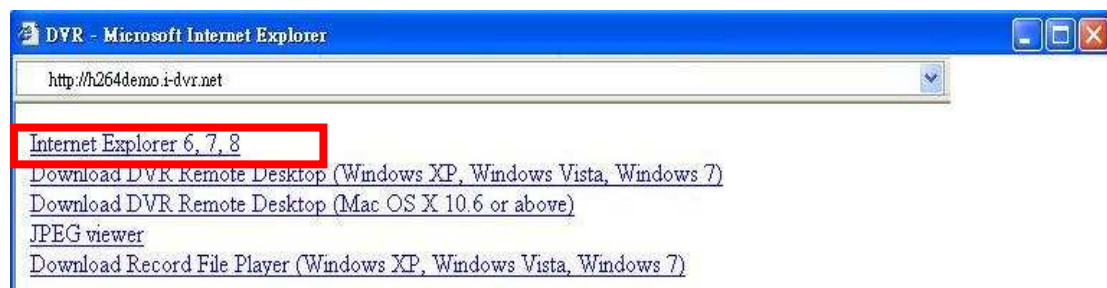 DVR - Microsoft Internet Explorer
http://h264demo.i-dvr.net
Internet Explorer 6, 7, 8
Download DVR Remote Desktop (Windows XP, Windows Vista, Windows 7)
Download DVR Remote Desktop (Mac OS X 10.6 or above)
JPEG viewer
Download Record File Player (Windows XP, Windows Vista, Windows 7)